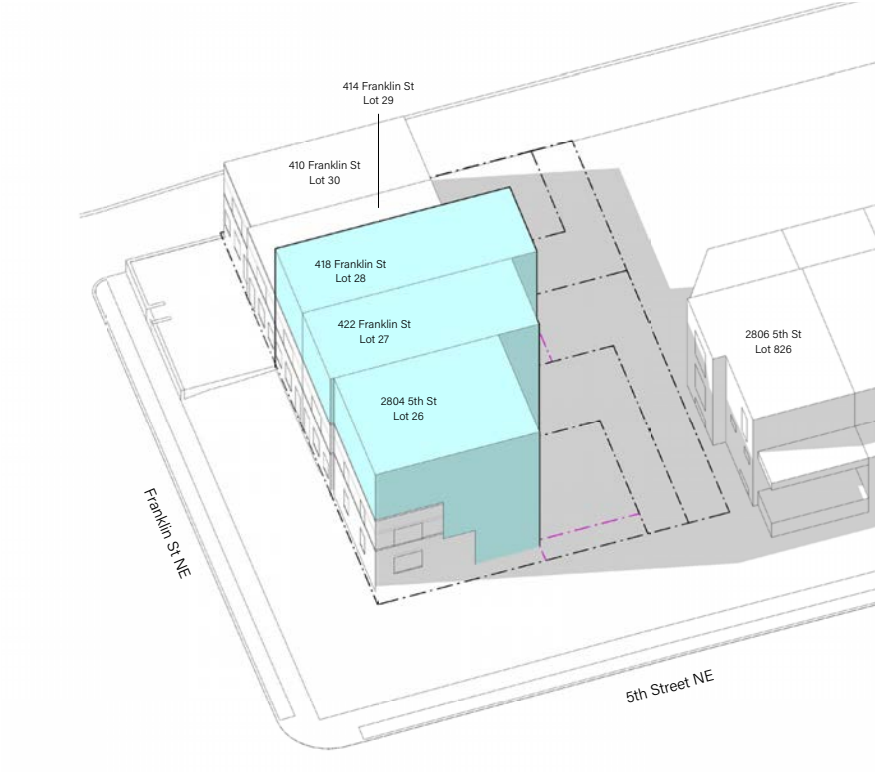 414 Franklin St
Lot 29
410 Franklin St
Lot 30
418 Franklin St
Lot 28
422 Franklin St
Lot 27
2806 5th St
Lot 826
2804 5th St
Lot 26
Franklin St NE
5th Street NE